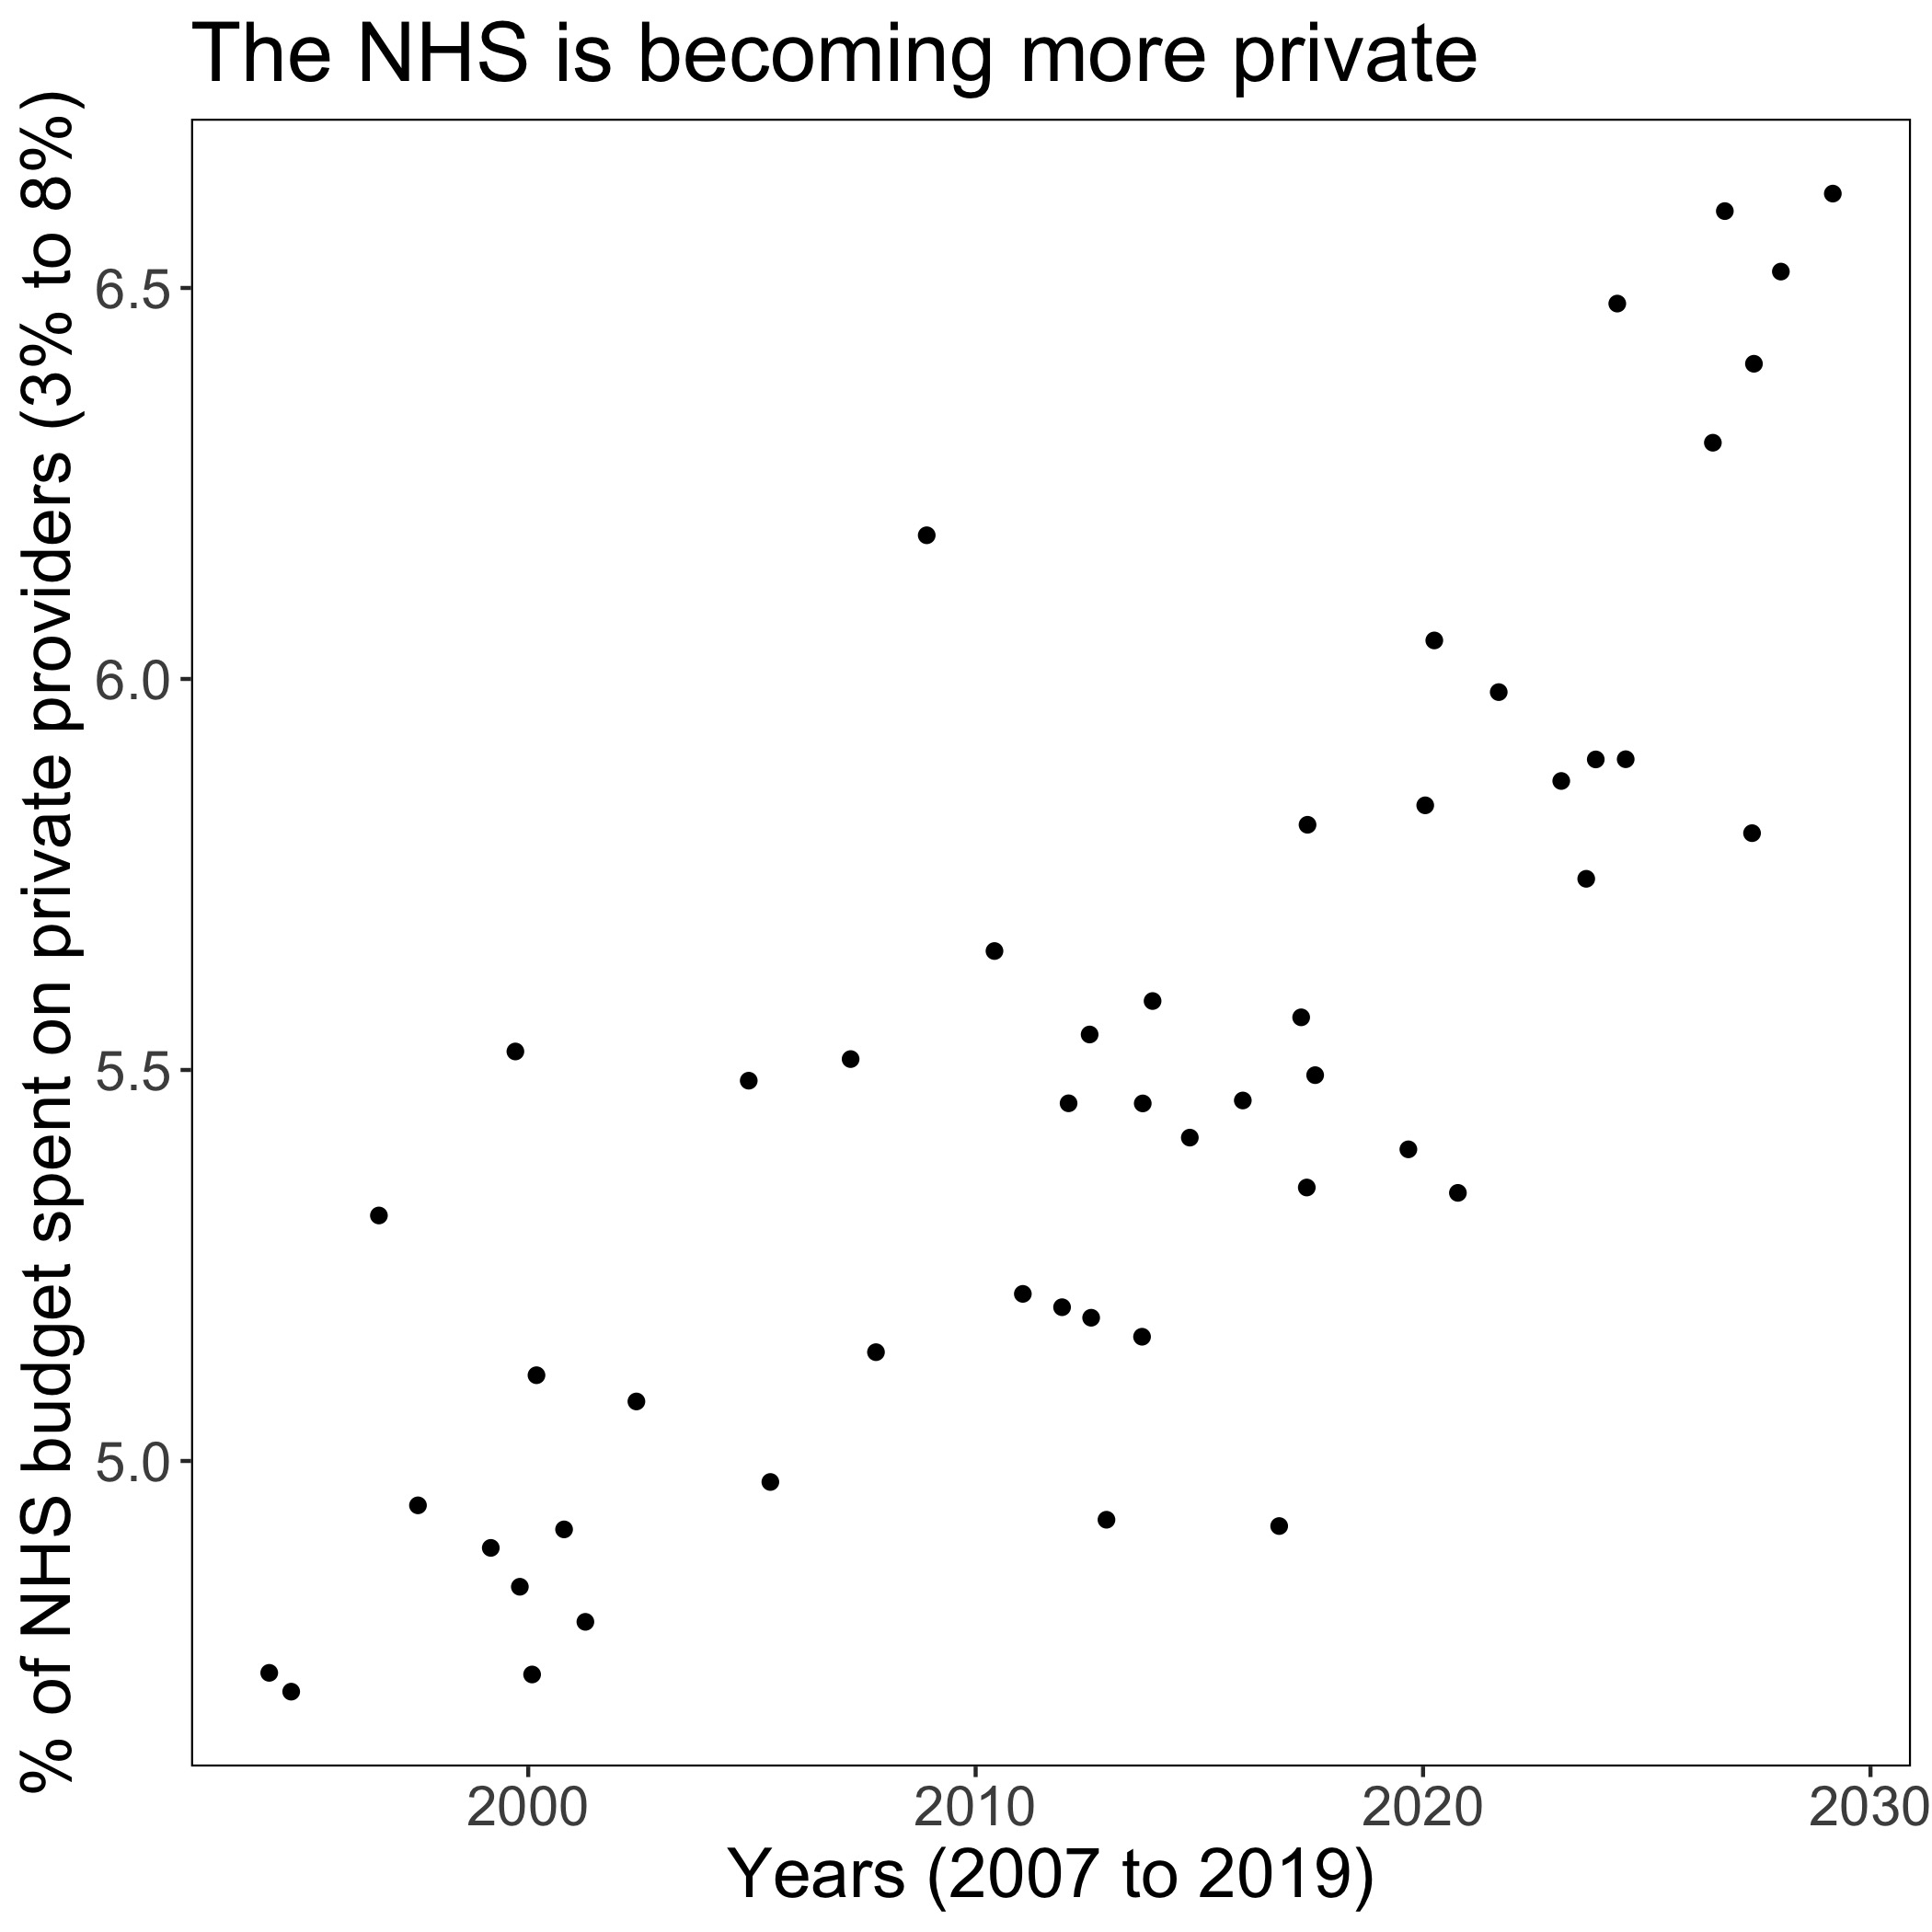 The NHS is becoming more private
% of NHS budget spent on private providers (3% to 8%)
6.5
6.0
5.5
5.0
2000 2010 2020 2030
Years (2007 to 2019)